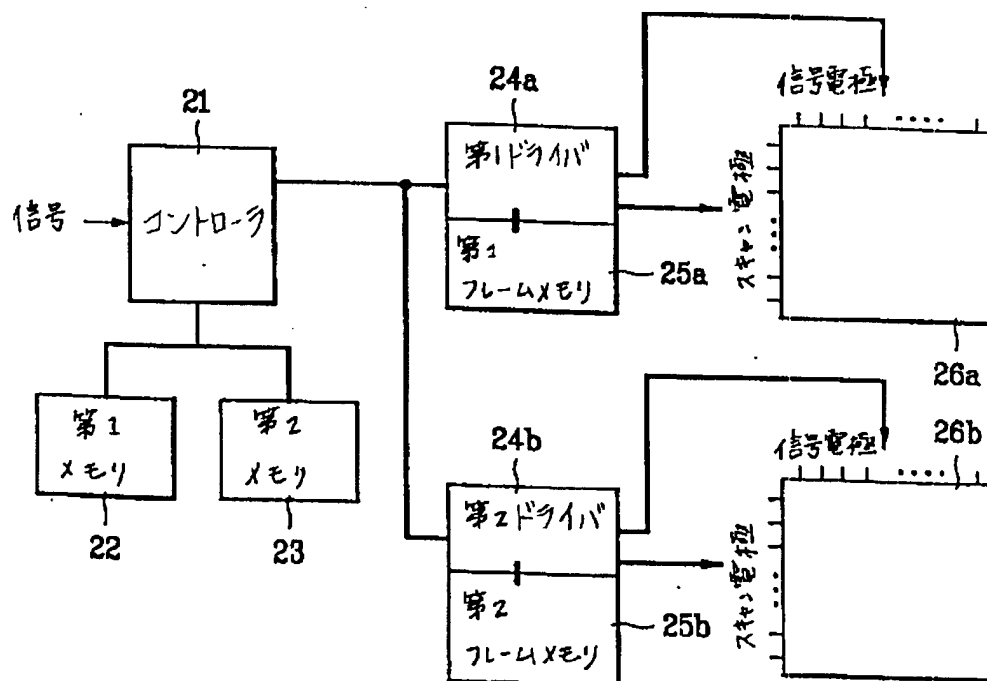 21
信号
コントローラ
第1
メモリ
22
第2
メモリ
23
24a
第1ドライバ
第1
フレームメモリ
25a
信号電極
スキャン電極
26a
24b
第2ドライバ
第2
フレームメモリ
25b
信号電極
スキャン電極
26b